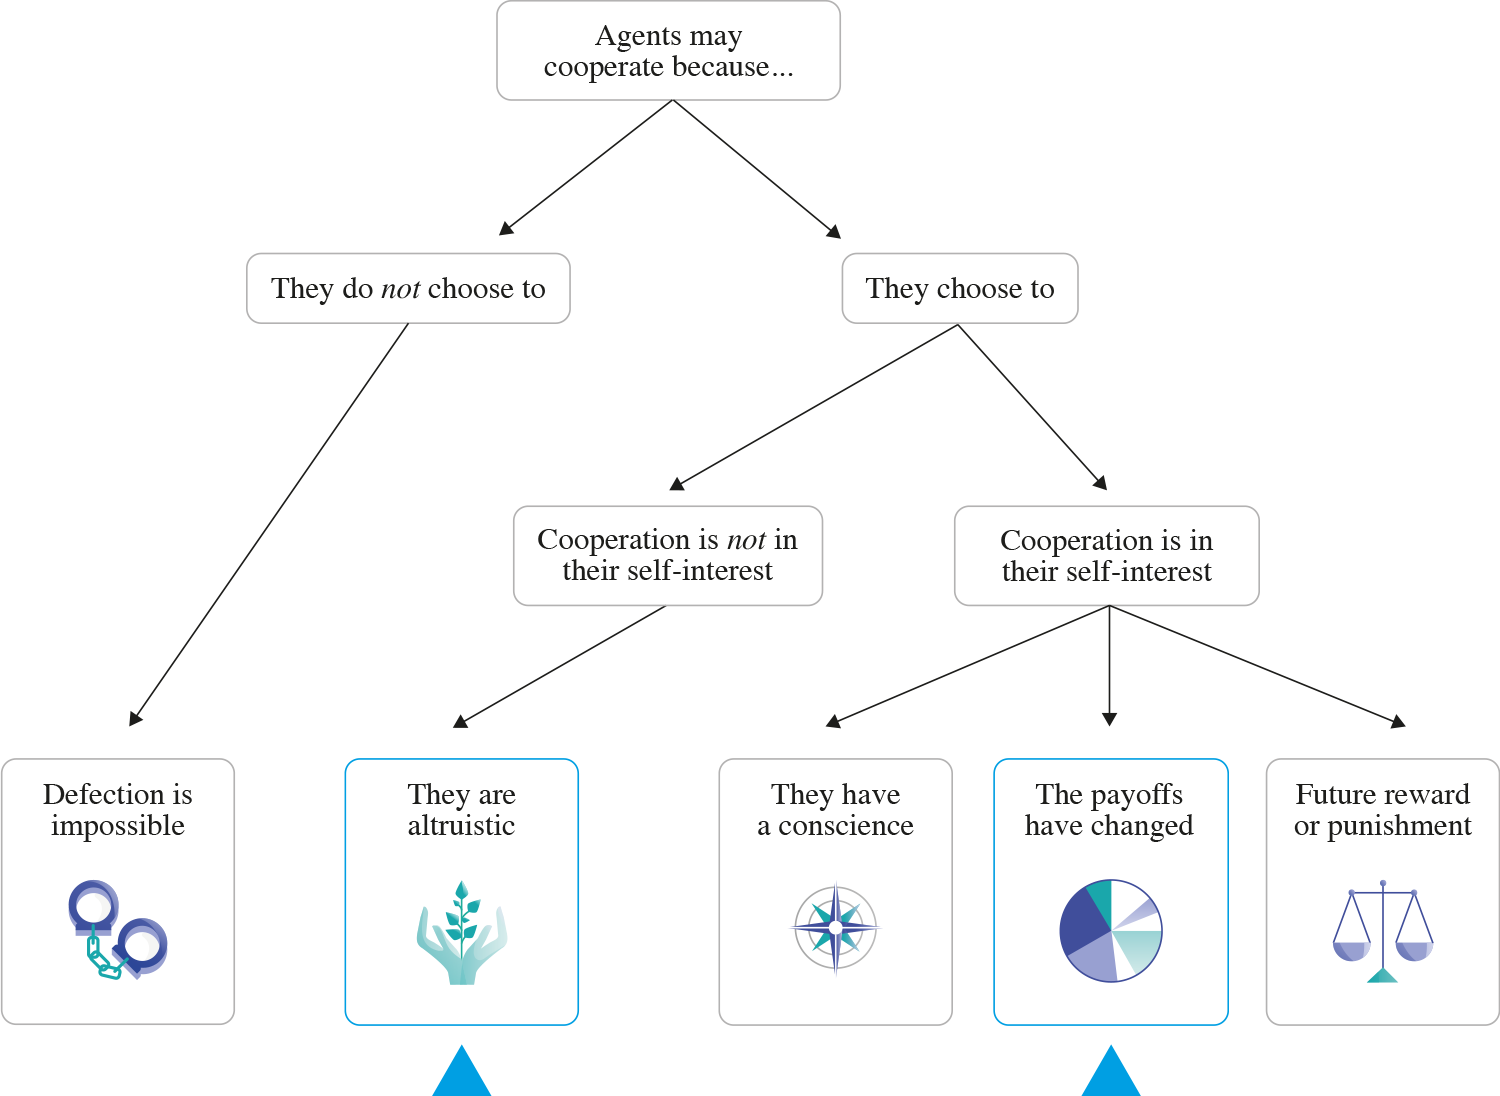 Agents may
cooperate because...
They do not choose to
They choose to
Cooperation is not in
their self-interest
Cooperation is in
their self-interest
Defection is
impossible
They are
altruistic
They have
a conscience
The payoffs
have changed
Future reward
or punishment